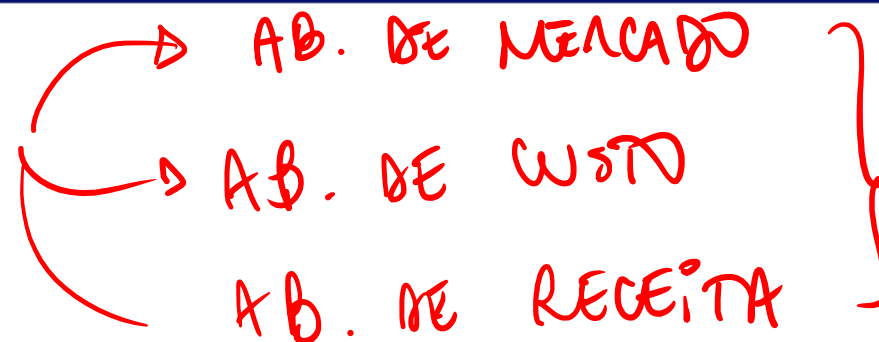 AB. DE MERCADO
AB. DE CUSTO
AB. DE RECEITA